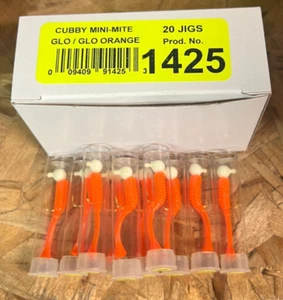 CUBBY MINI-MITE 20 JIGS
GLO / GLO ORANGE Prod. No.
1425
0 09409 91425 3